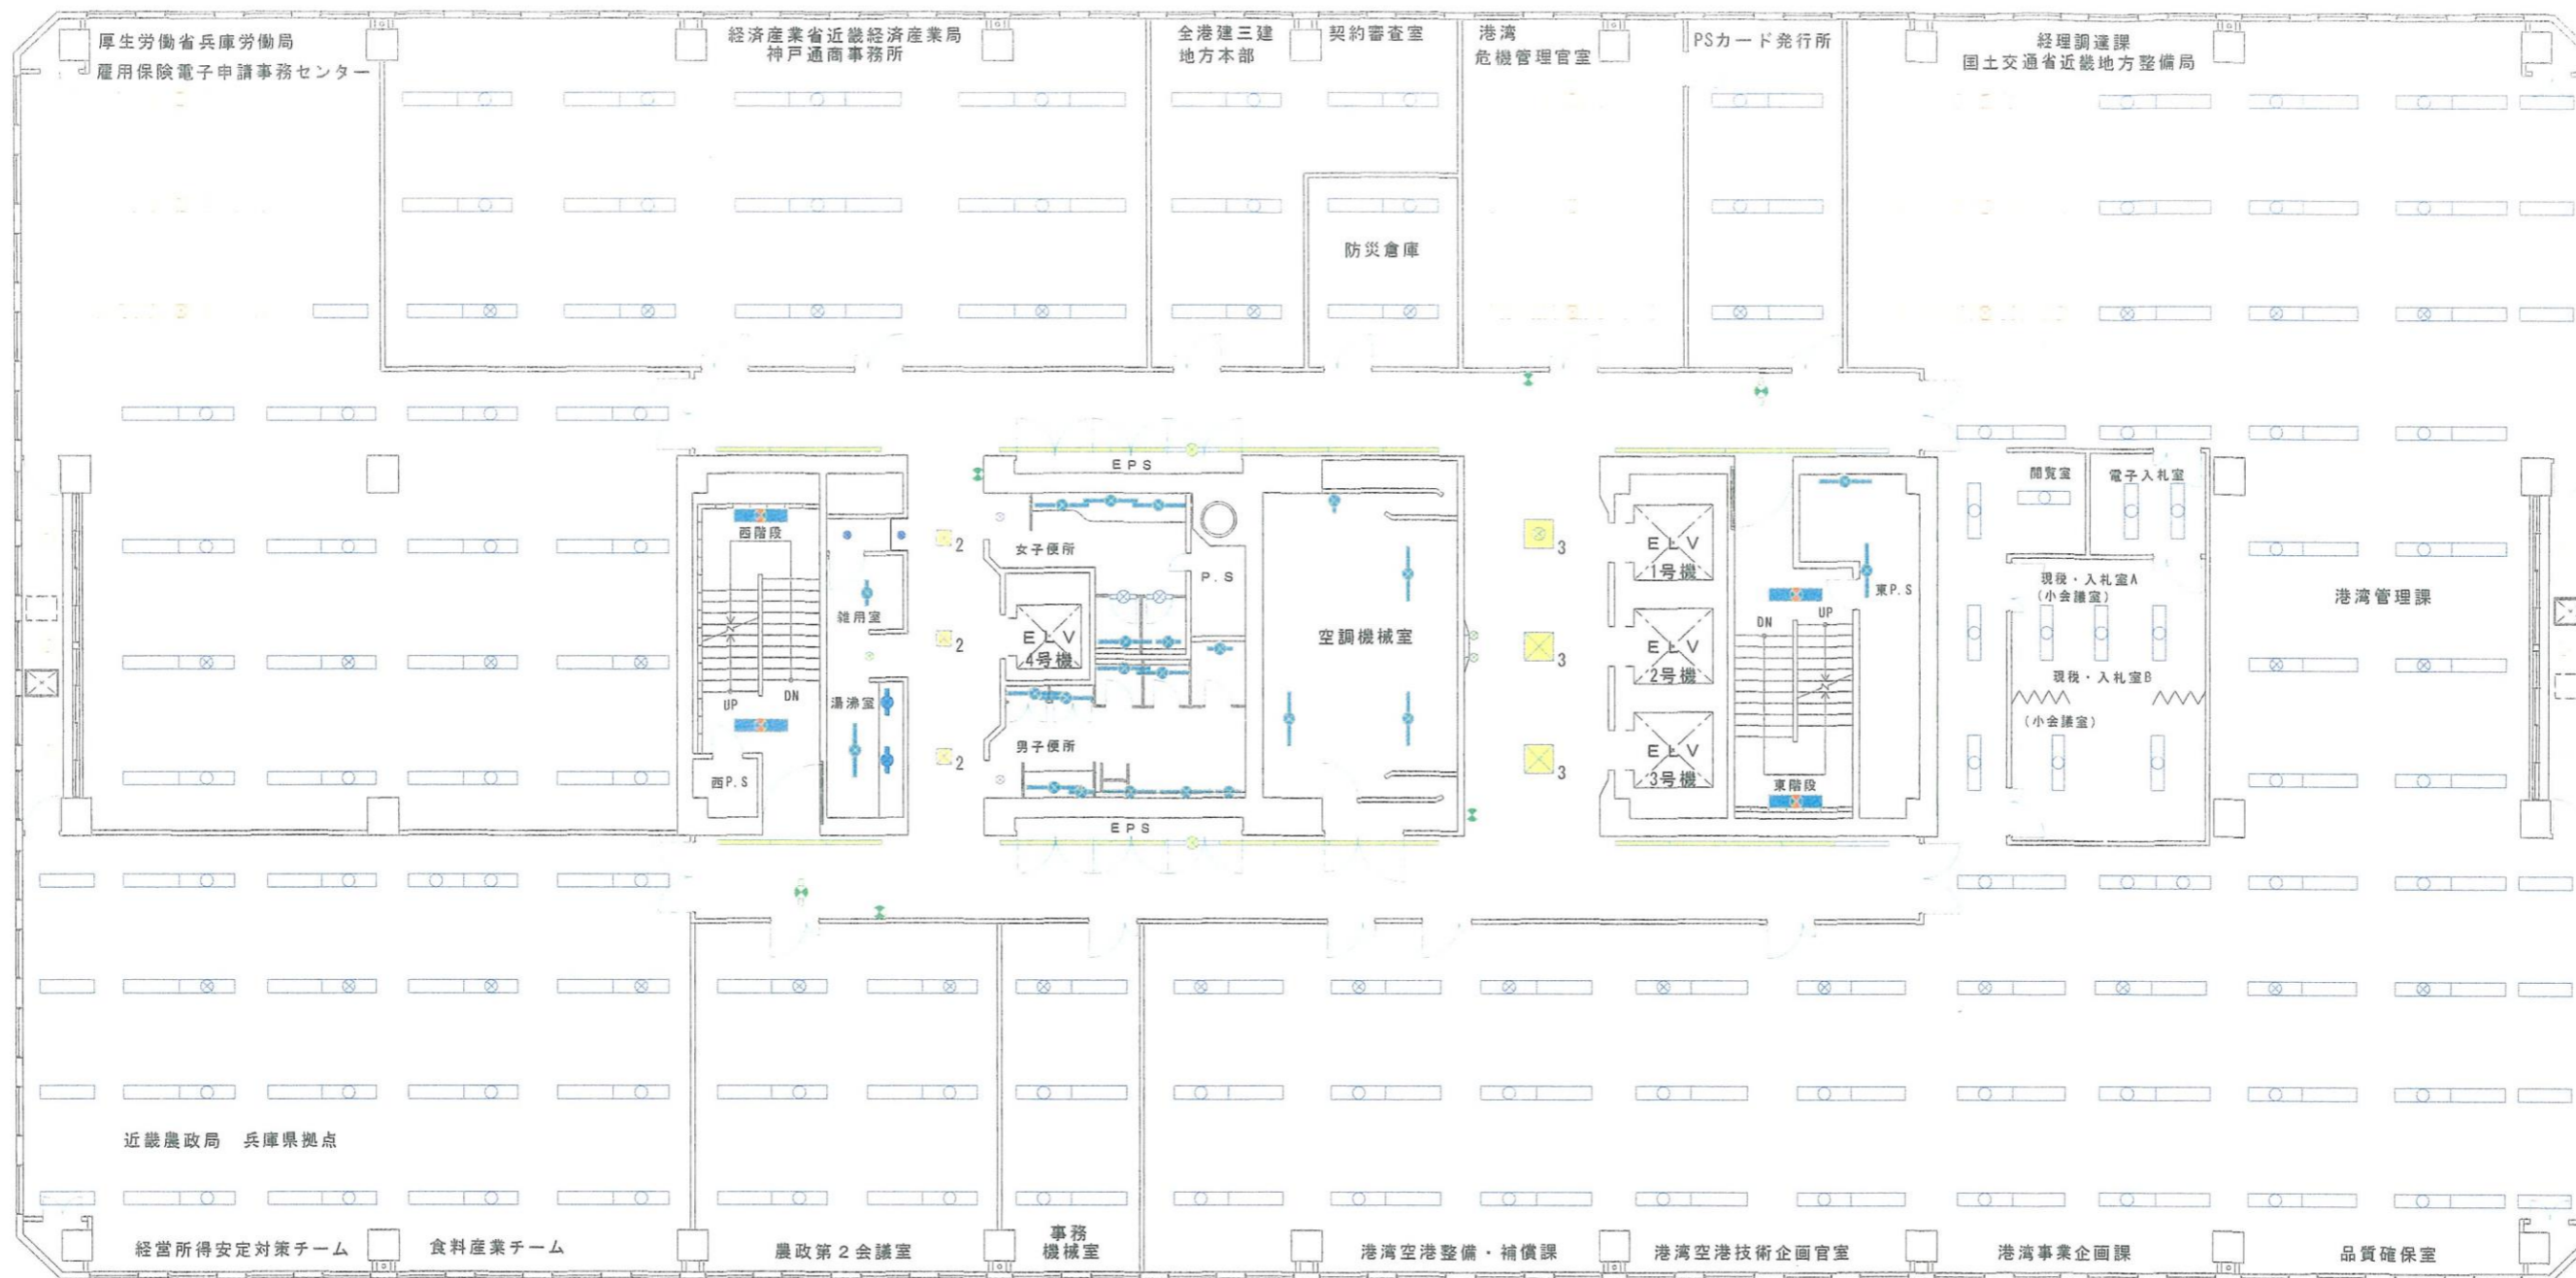 厚生労働省兵庫労働局
雇用保険電子申請事務センター
経済産業省近畿経済産業局
神戸通商事務所
全港建三建
地方本部
契約審査室
港湾
危機管理官室
PSカード発行所
経理調達課
国土交通省近畿地方整備局
防災倉庫
EPS
閲覧室
電子入札室
西階段
女子便所
2
3
ELV
1号機
P.S
雑用室
ELV
4号機
2
空調機械室
3
ELV
2号機
DN
UP
東P.S
現税・入札室A
(小会議室)
港湾管理課
現税・入札室B
(小会議室)
UP
DN
湯沸室
男子便所
2
3
ELV
3号機
西P.S
東階段
EPS
近畿農政局 兵庫県拠点
経営所得安定対策チーム
食料産業チーム
農政第2会議室
事務
機械室
港湾空港整備・補償課
港湾空港技術企画官室
港湾事業企画課
品質確保室